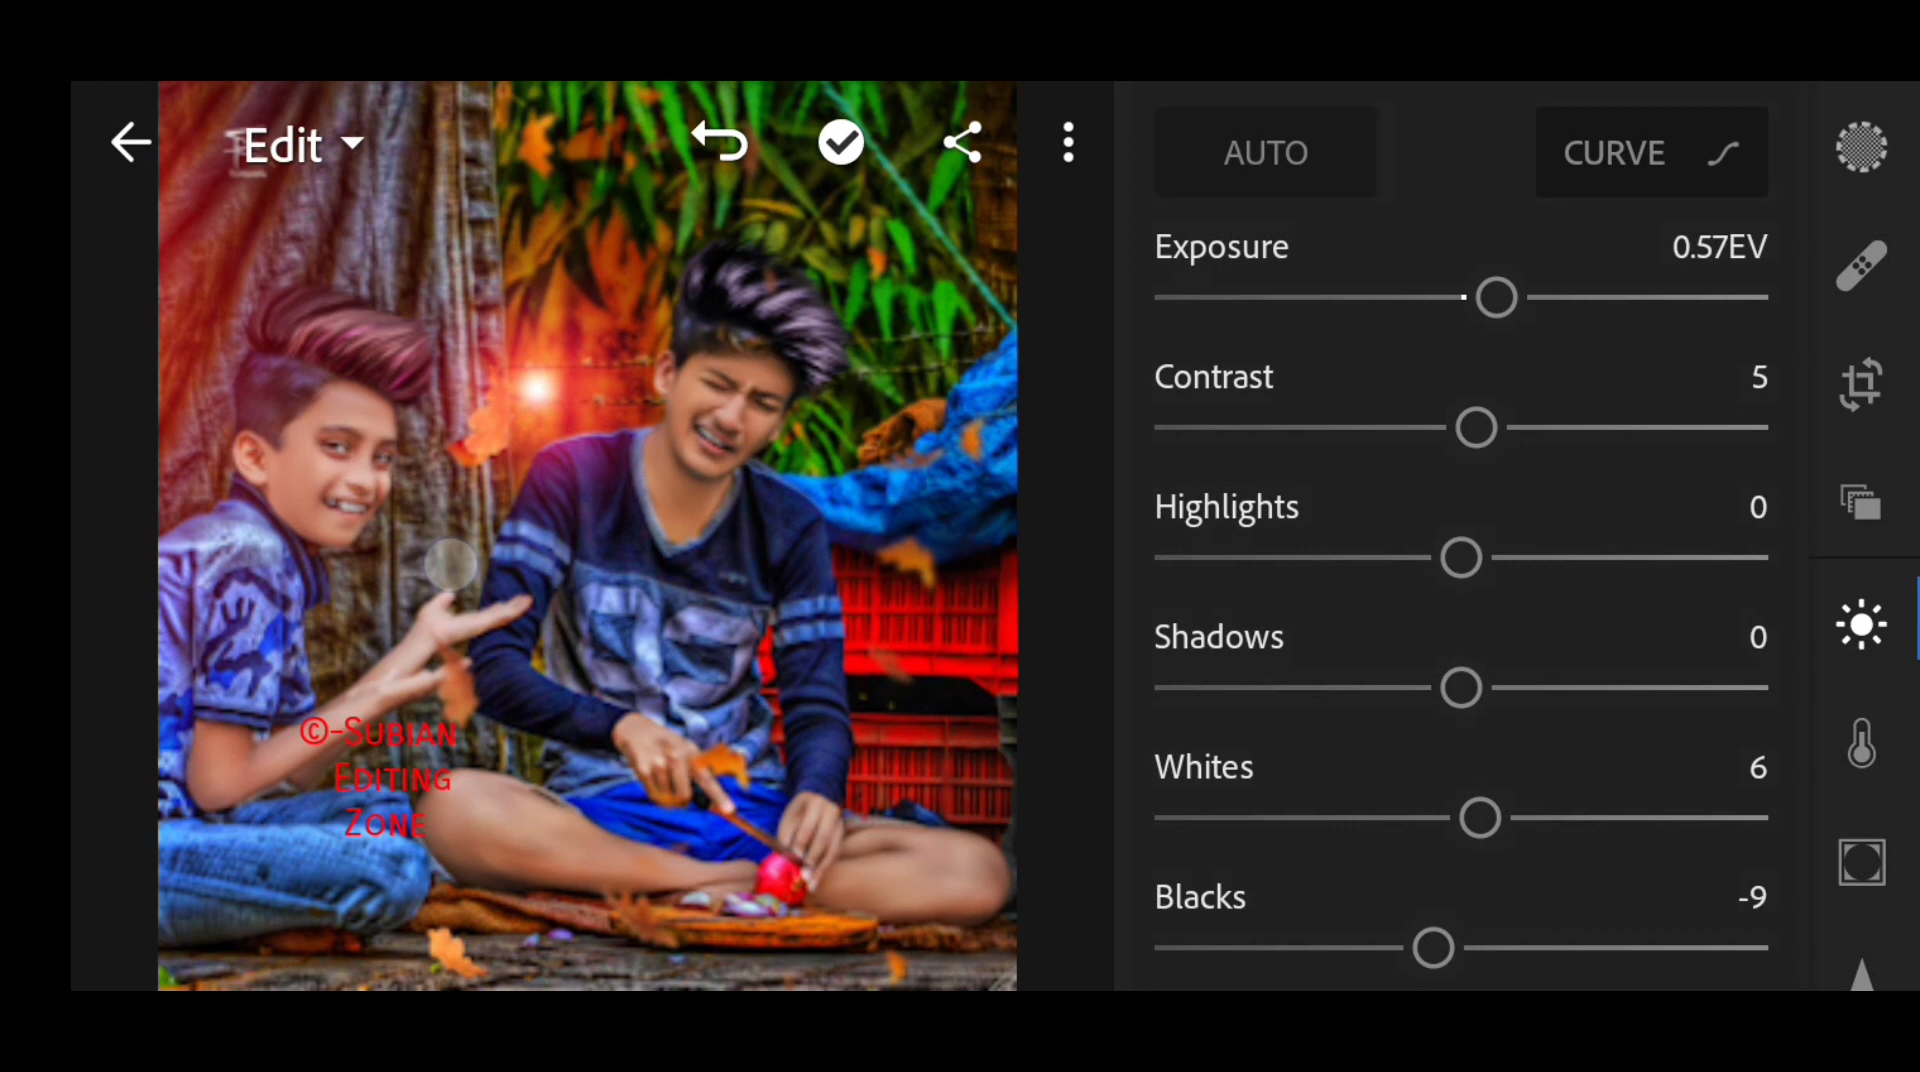 Edit
AUTO
CURVE
Exposure
0.57EV
Contrast
5
Highlights
0
Shadows
0
Whites
6
Blacks
-9
©-Subian
Editing
Zone